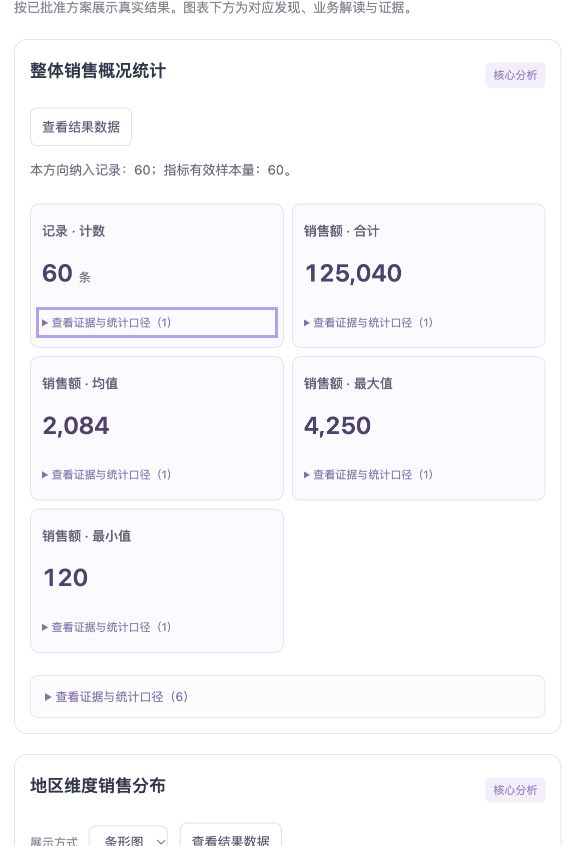 按已批准方案展示真实结果。图表下方为对应发现、业务解读与证据。
整体销售概况统计
核心分析
查看结果数据
本方向纳入记录：60；指标有效样本量：60。
记录 · 计数
60 条
▶ 查看证据与统计口径（1）
销售额 · 合计
125,040
▶ 查看证据与统计口径（1）
销售额 · 均值
2,084
▶ 查看证据与统计口径（1）
销售额 · 最大值
4,250
▶ 查看证据与统计口径（1）
销售额 · 最小值
120
▶ 查看证据与统计口径（1）
▶ 查看证据与统计口径（6）
地区维度销售分布
核心分析
展示方式 条形图 查看结果数据